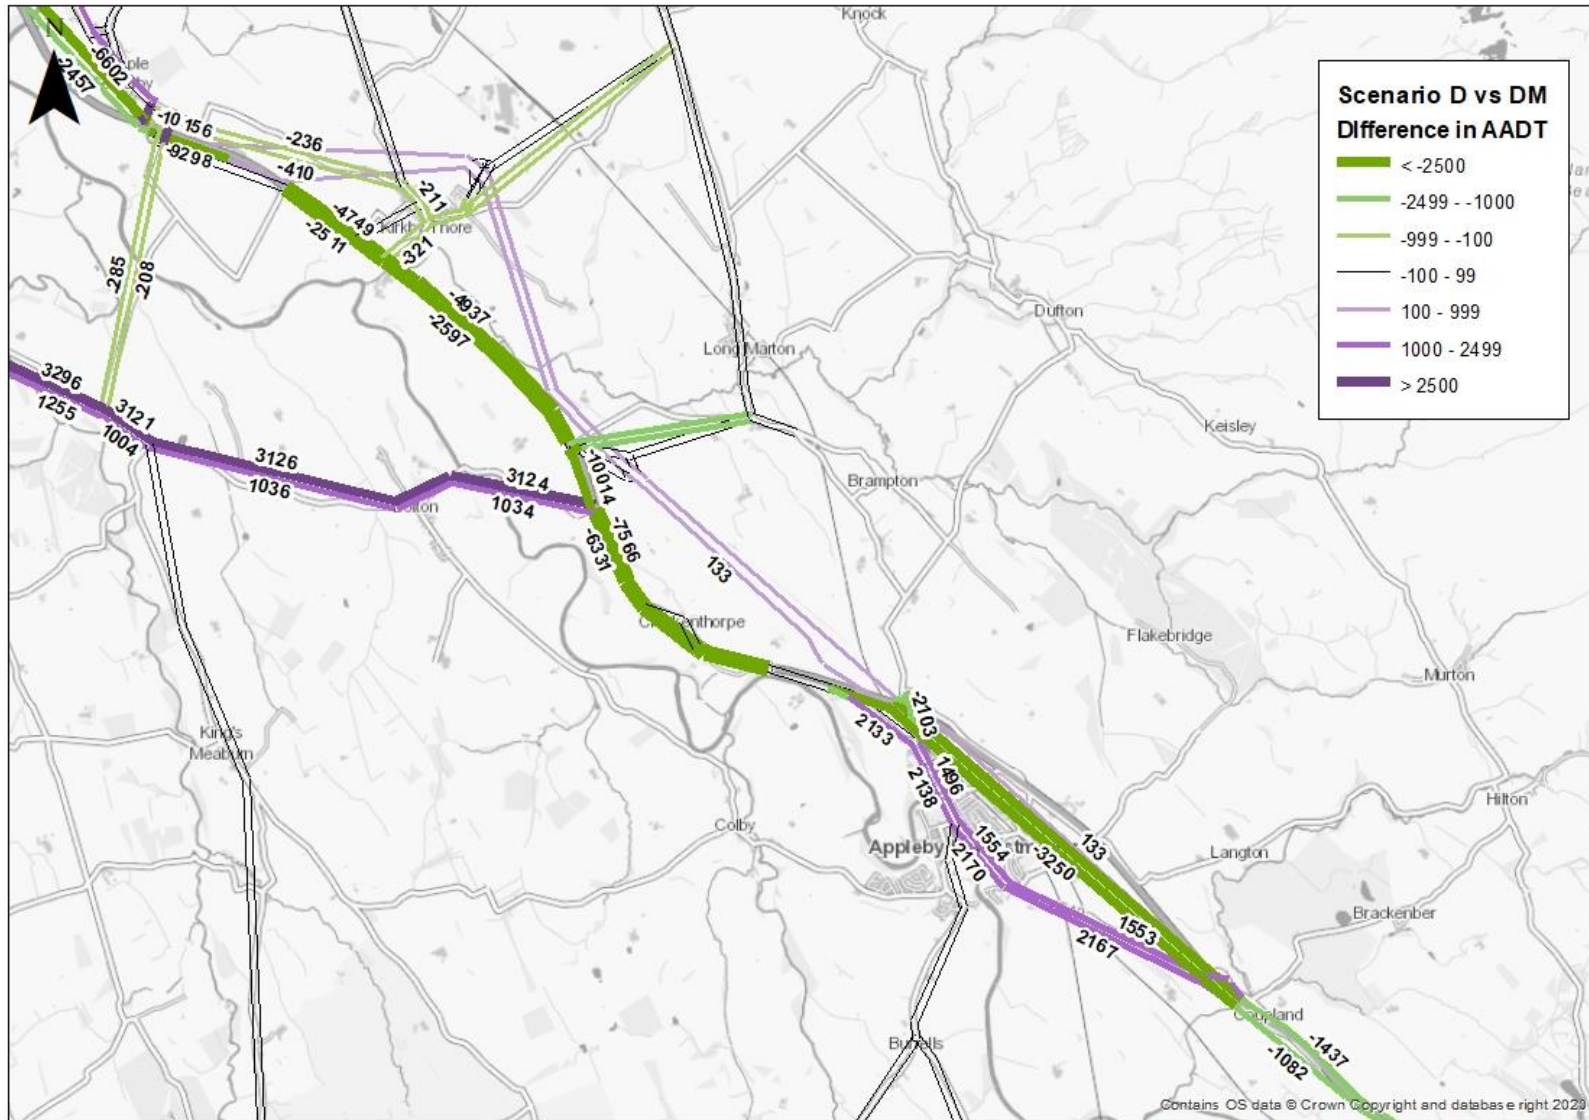 Knock
N
-6602
-2457
-10156
-9298
-236
-410
-211
-4749
-2511
321
-4937
-2597
-285
-208
Scenario D vs DM
DIfference in AADT
< -2500
-2499 - -1000
-999 - -100
-100 - 99
100 - 999
1000 - 2499
> 2500
Dufton
Long Marton
Keisley
3296
1255
3121
1004
3126
1036
3124
1034
Brampton
-10014
-7566
-6331
133
Flakebridge
Murton
King's
Meaburn
-2103
2133
1496
2138
Hilton
Colby
Appleby
1554
-2170
-3250
133
Langton
Brackenber
1553
2167
-1437
-1082
Contains OS data © Crown Copyright and database right 2020